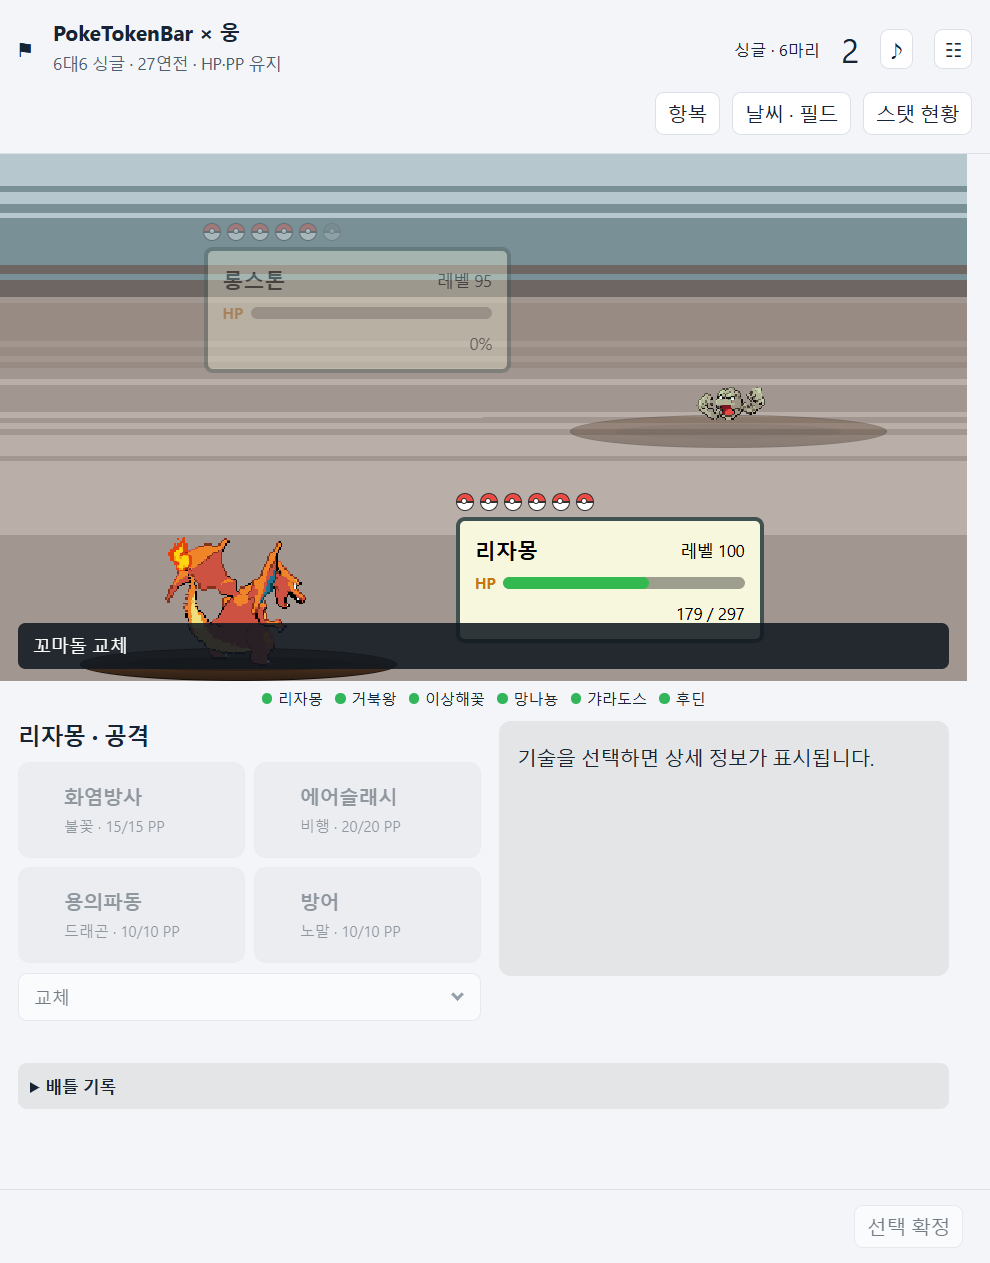 PokeTokenBar × 웅
6대6 싱글 · 27연전 · HP·PP 유지
싱글 · 6마리
2
항복
날씨 · 필드
스탯 현황
롱스톤
레벨 95
HP
0%
리자몽
레벨 100
HP
179 / 297
꼬마돌 교체
리자몽
거북왕
이상해꽃
망나뇽
갸라도스
후딘
리자몽 · 공격
화염방사
불꽃 · 15/15 PP
에어슬래시
비행 · 20/20 PP
용의파동
드래곤 · 10/10 PP
방어
노말 · 10/10 PP
교체
기술을 선택하면 상세 정보가 표시됩니다.
배틀 기록
선택 확정